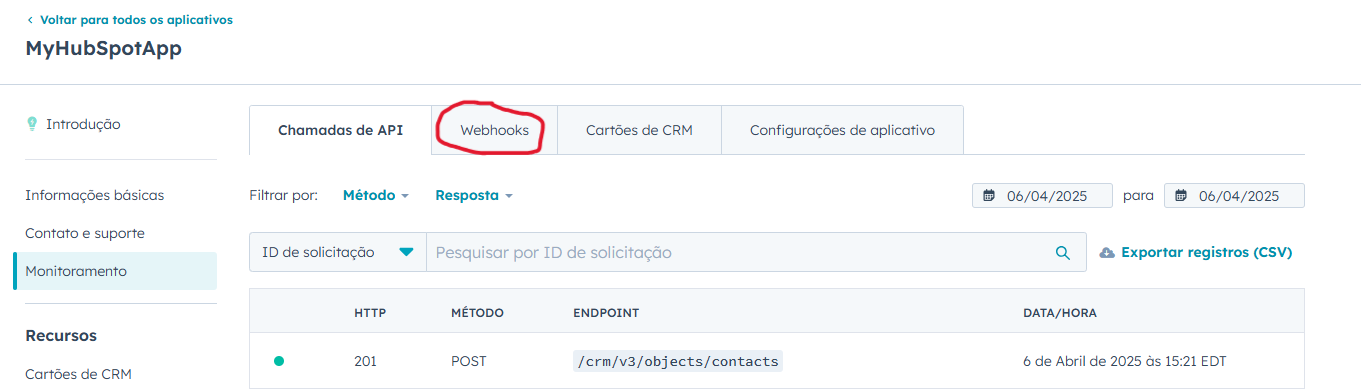 Voltar para todos os aplicativos
MyHubSpotApp
Introdução
Informações básicas
Contato e suporte
Monitoramento
Recursos
Cartões de CRM
Chamadas de API Webhooks Cartões de CRM Configurações de aplicativo
Filtrar por: Método Resposta 06/04/2025 para 06/04/2025
ID de solicitação Pesquisar por ID de solicitação Exportar registros (CSV)
HTTP MÉTODO ENDPOINT DATA/HORA
201 POST /crm/v3/objects/contacts 6 de Abril de 2025 às 15:21 EDT